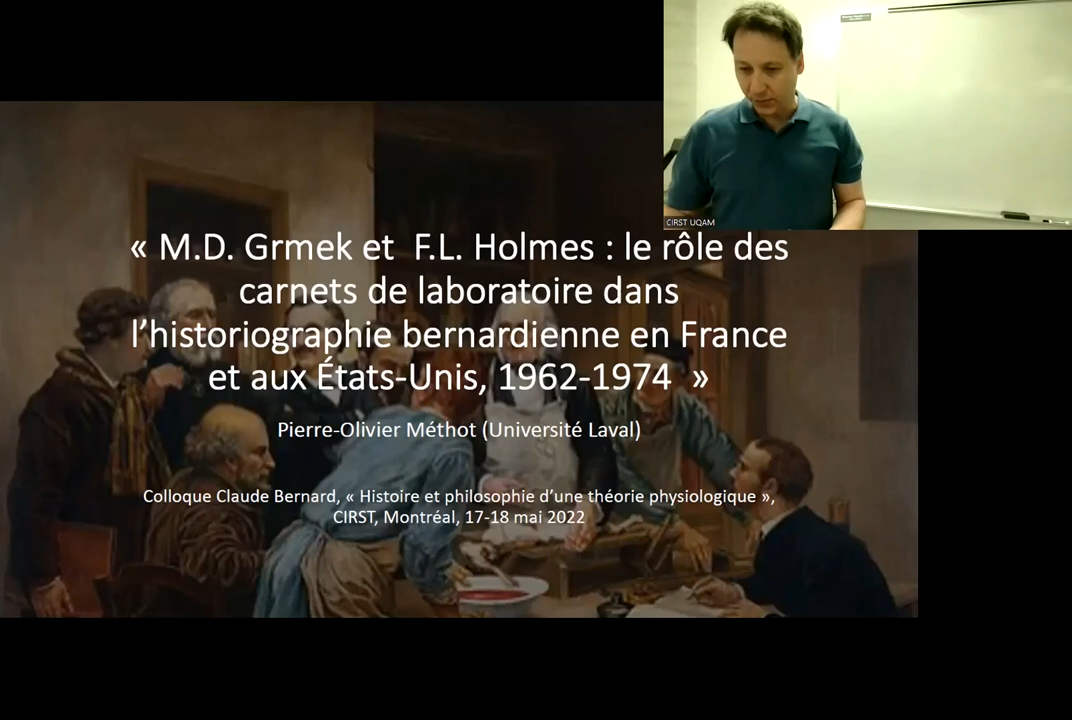 CIRST UQAM
« M.D. Grmek et  F.L. Holmes : le rôle des
carnets de laboratoire dans
l’historiographie bernardienne en France
et aux États-Unis, 1962-1974  »
Pierre-Olivier Méthot (Université Laval)
Colloque Claude Bernard, « Histoire et philosophie d’une théorie physiologique »,
CIRST, Montréal, 17-18 mai 2022